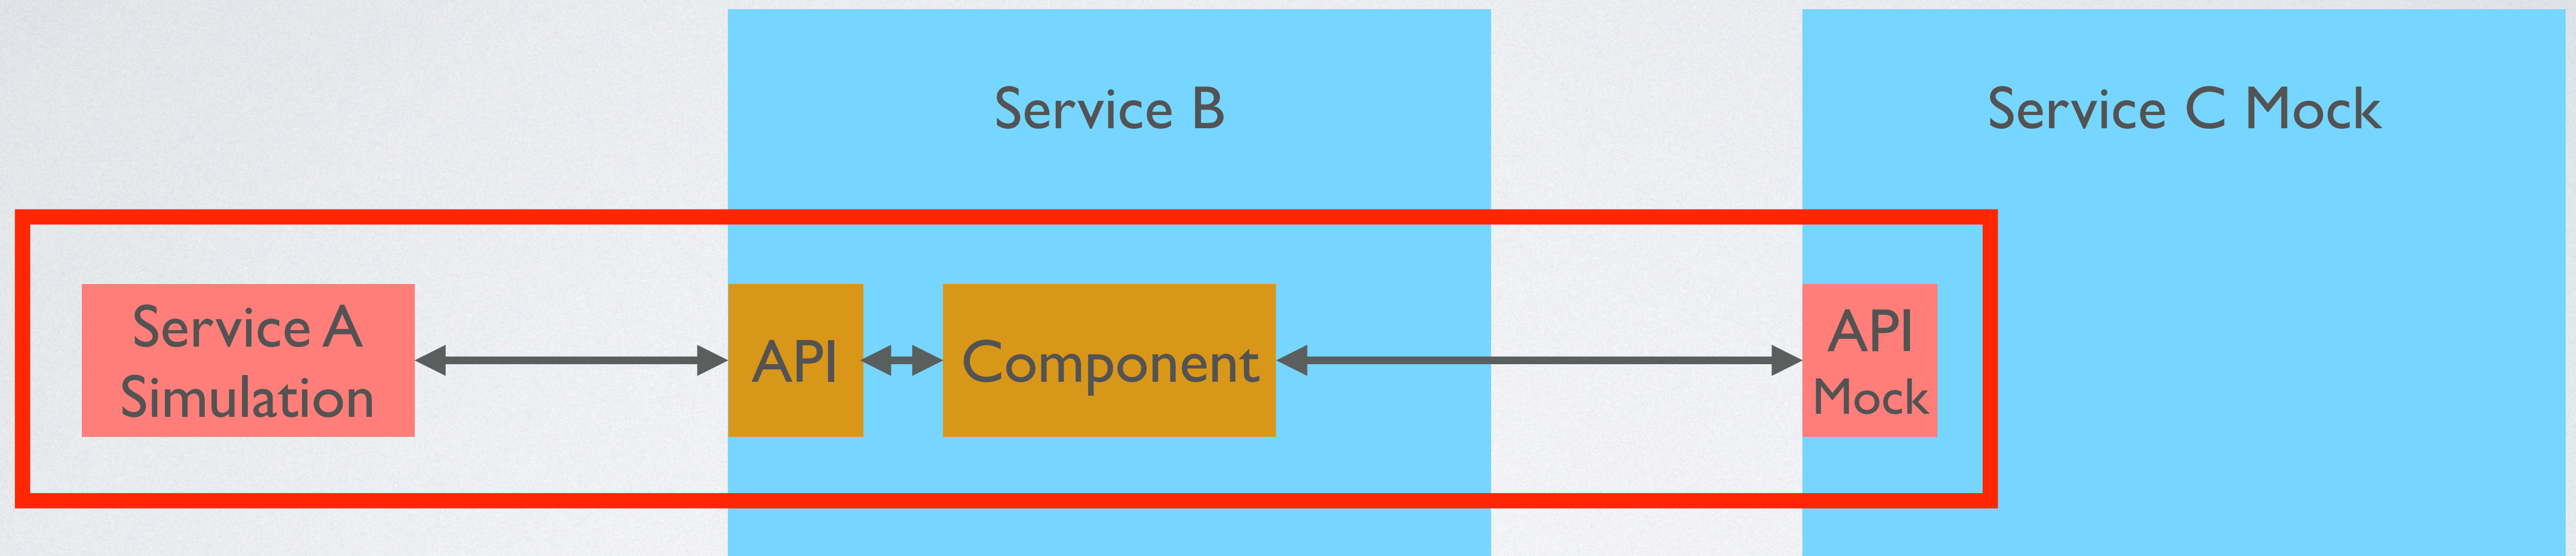 Service B
Service C Mock
Service A
Simulation
API
Component
API
Mock